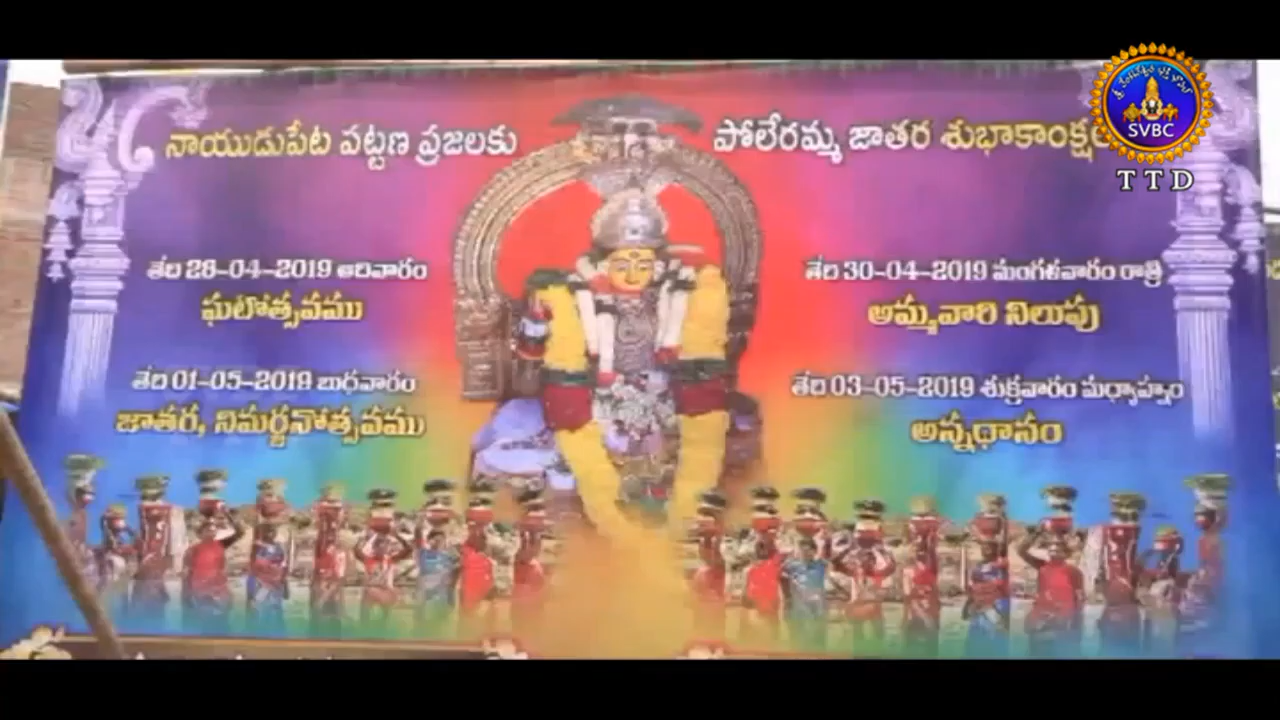 నాయుడుపేట పట్టణ ప్రజలకు
పోలేరమ్మ జాతర శుభాకాంక్షలు
తేది 28-04-2019 ఆదివారం
ఘటోత్సవము
తేది 30-04-2019 మంగళవారం రాత్రి
అమ్మవారి నిలుపు
తేది 01-05-2019 బుధవారం
జాతర, నిమర్జనోత్సవము
తేది 03-05-2019 శుక్రవారం మధ్యాహ్నం
అన్నధానం
SVBC
TTD